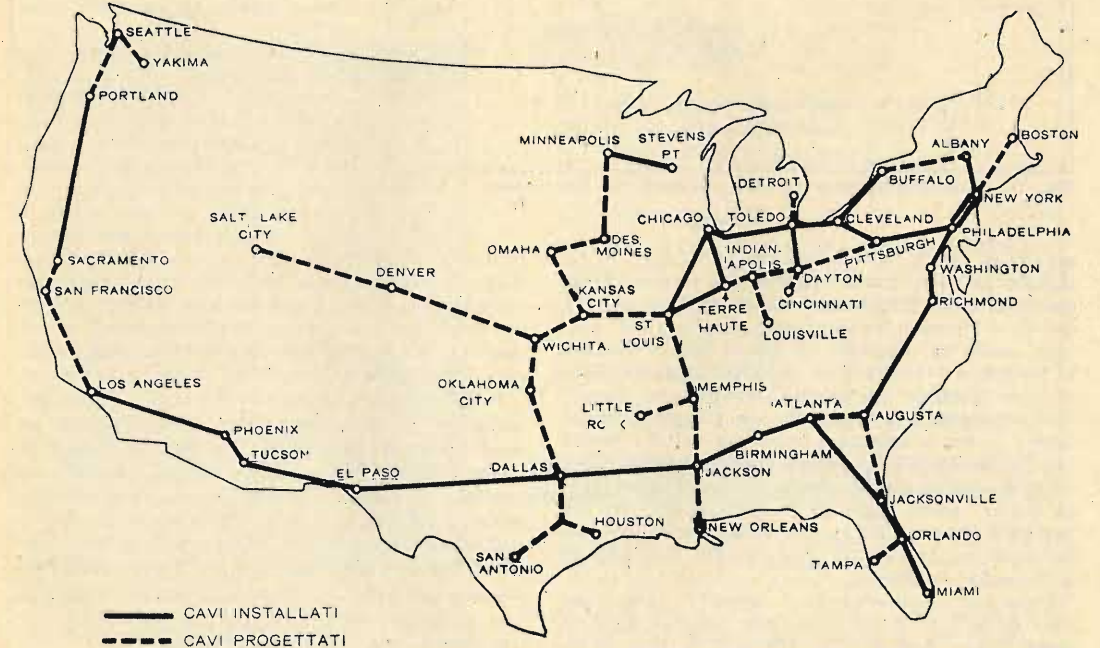 SEATTLE
YAKIMA
PORTLAND
MINNEAPOLIS
STEVENS
PT
ALBANY
BOSTON
BUFFALO
DETROIT
NEW YORK
SALT LAKE
CITY
CHICAGO
TOLEDO
CLEVELAND
PHILADELPHIA
OMAHA
DES
MOINES
INDIAN-
APOLIS
PITTSBURGH
SACRAMENTO
DENVER
DAYTON
WASHINGTON
SAN FRANCISCO
KANSAS
CITY
CINCINNATI
RICHMOND
ST
LOUIS
TERRE
HAUTE
LOUISVILLE
WICHITA
LOS ANGELES
OKLAHOMA
CITY
MEMPHIS
LITTLE
ATLANTA
AUGUSTA
PHOENIX
TUCSON
BIRMINGHAM
EL PASO
DALLAS
JACKSON
JACKSONVILLE
HOUSTON
NEW ORLEANS
ORLANDO
SAN
ANTONIO
TAMPA
MIAMI
CAVI INSTALLATI
CAVI PROGETTATI